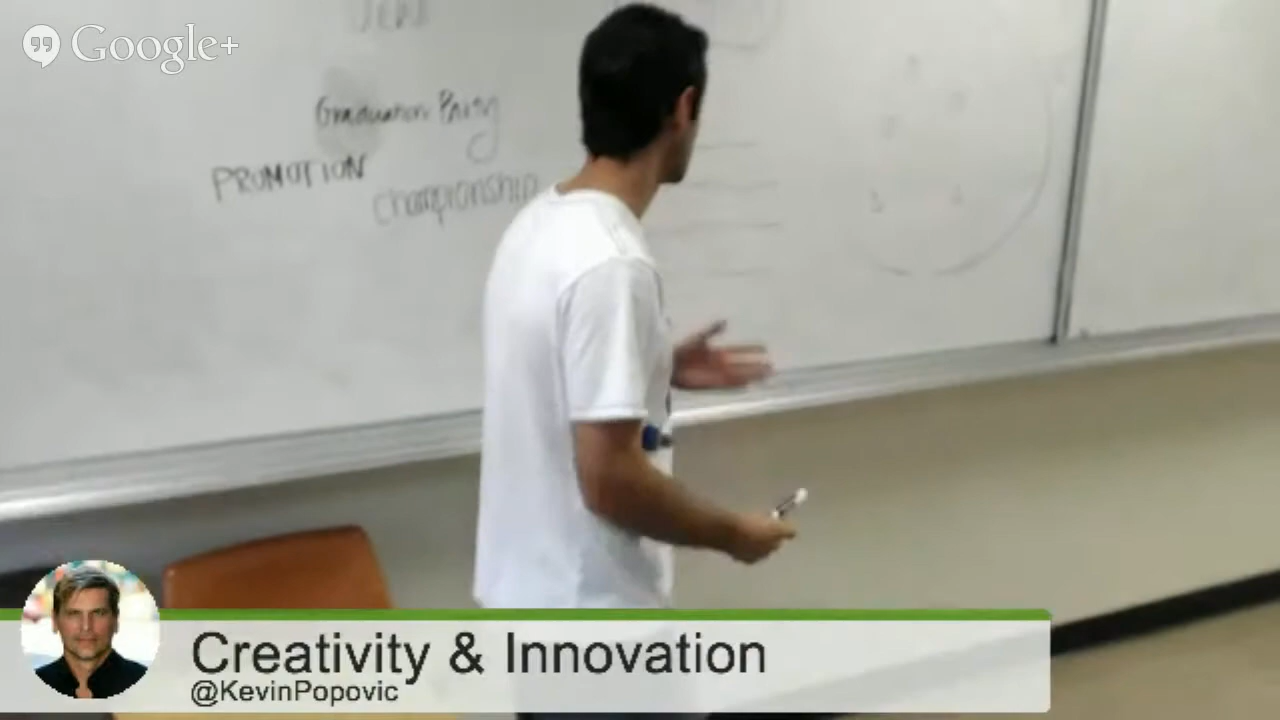 Google+
Graduation Party
PROMOTION
championship
Creativity & Innovation
@KevinPopovic